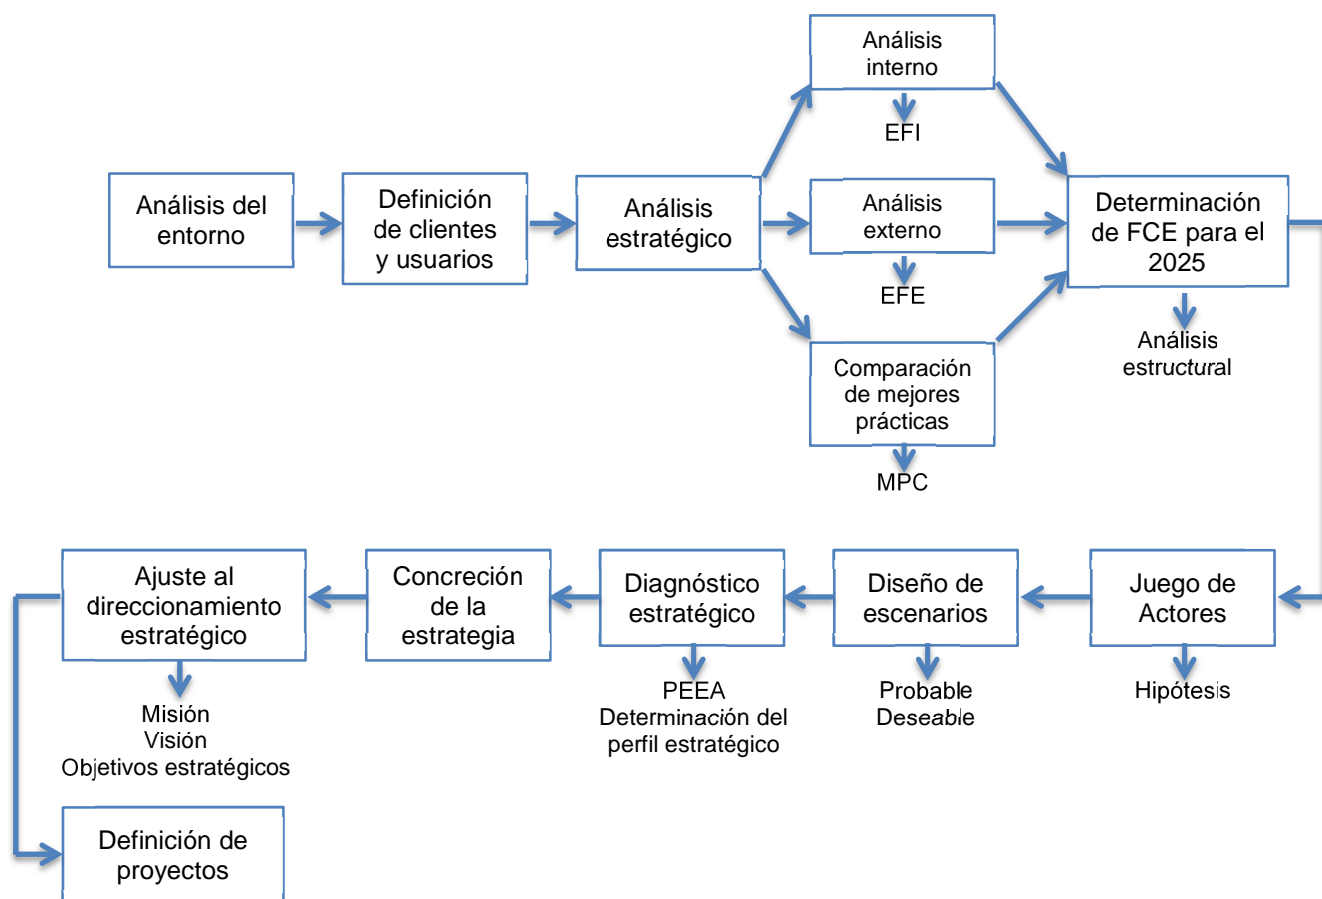 Análisis
interno
EFI
Análisis del
entorno
Definición
de clientes
y usuarios
Análisis
estratégico
Análisis
externo
EFE
Comparación
de mejores
prácticas
MPC
Determinación
de FCE para el
2025
Análisis
estructural
Juego de
Actores
Hipótesis
Diseño de
escenarios
Probable
Deseable
Diagnóstico
estratégico
PEEA
Determinación del
perfil estratégico
Concreción
de la
estrategia
Ajuste al
direccionamiento
estratégico
Misión
Visión
Objetivos estratégicos
Definición de
proyectos